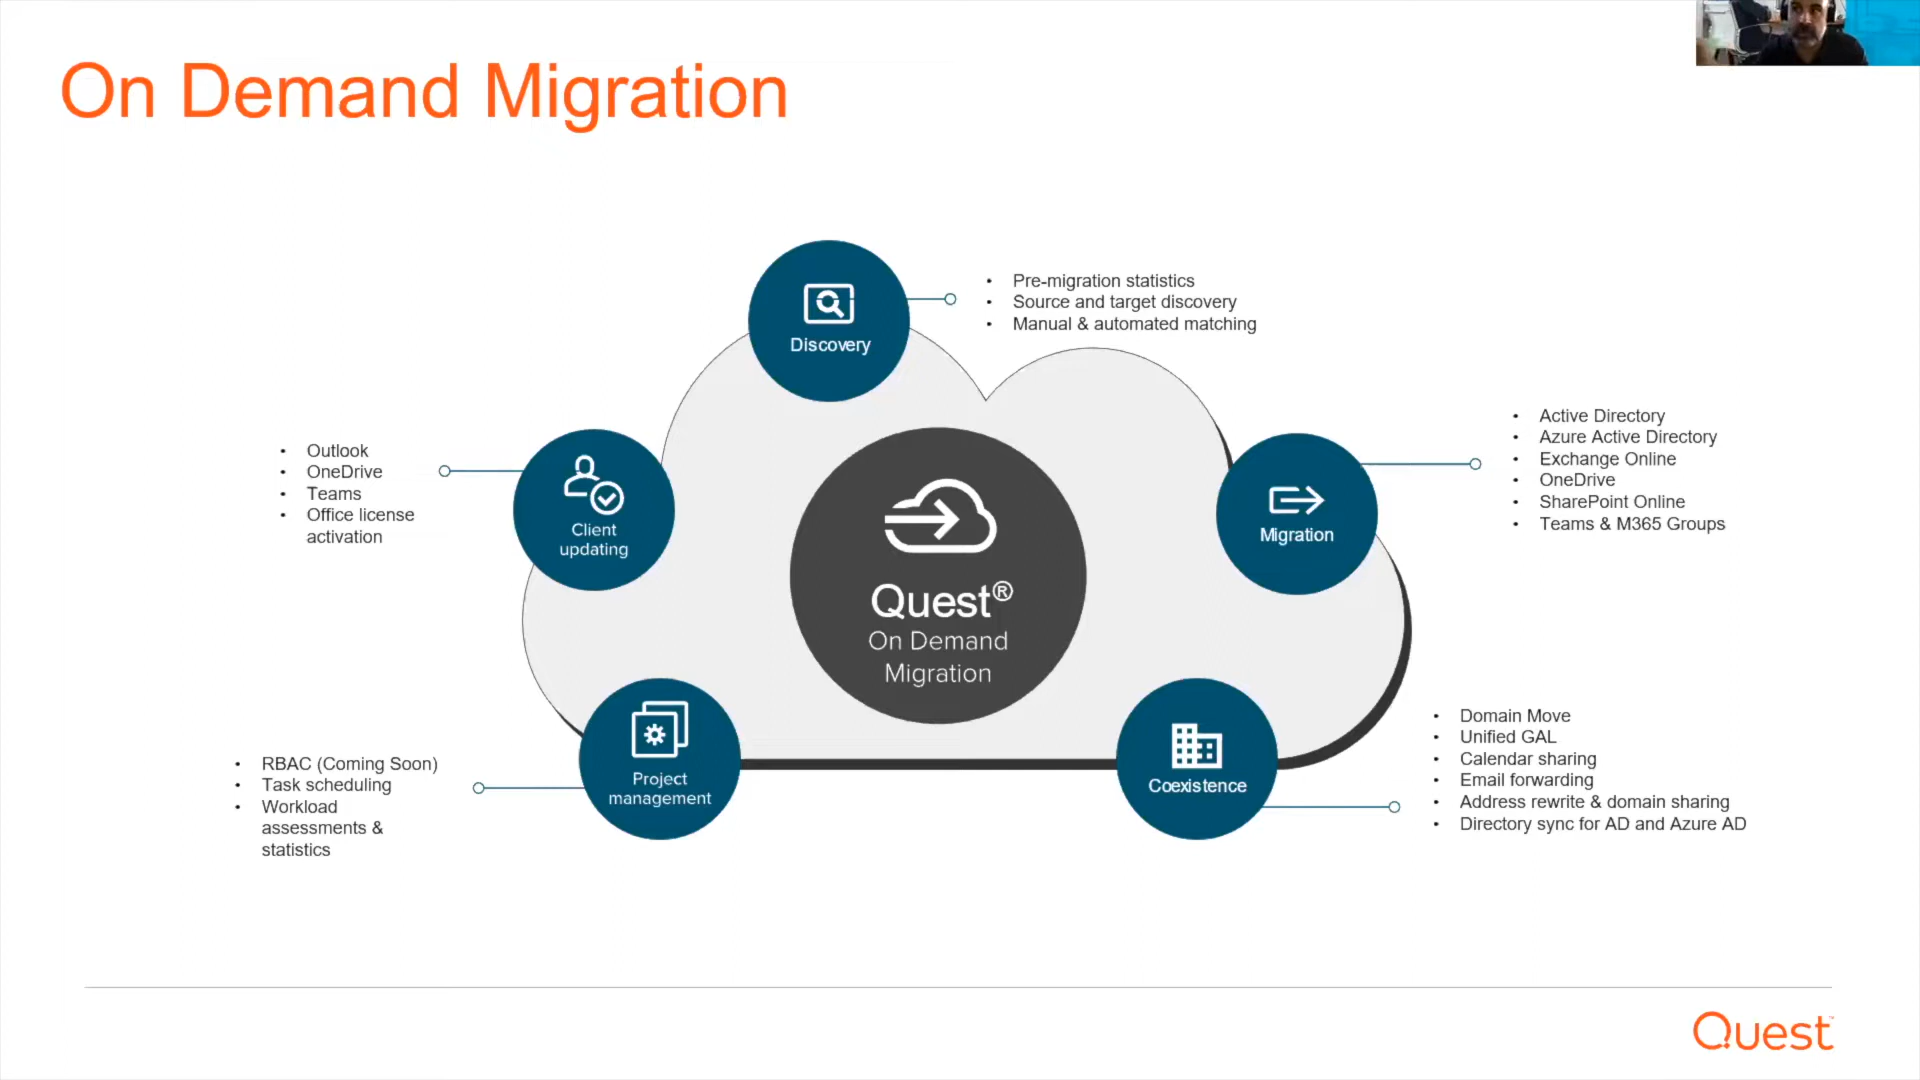 On Demand Migration
Discovery
• Pre-migration statistics
• Source and target discovery
• Manual & automated matching
• Outlook
• OneDrive
• Teams
• Office license
activation
Client
updating
Quest®
On Demand
Migration
Migration
• Active Directory
• Azure Active Directory
• Exchange Online
• OneDrive
• SharePoint Online
• Teams & M365 Groups
• RBAC (Coming Soon)
• Task scheduling
• Workload
assessments &
statistics
Project
management
Coexistence
• Domain Move
• Unified GAL
• Calendar sharing
• Email forwarding
• Address rewrite & domain sharing
• Directory sync for AD and Azure AD
Quest™